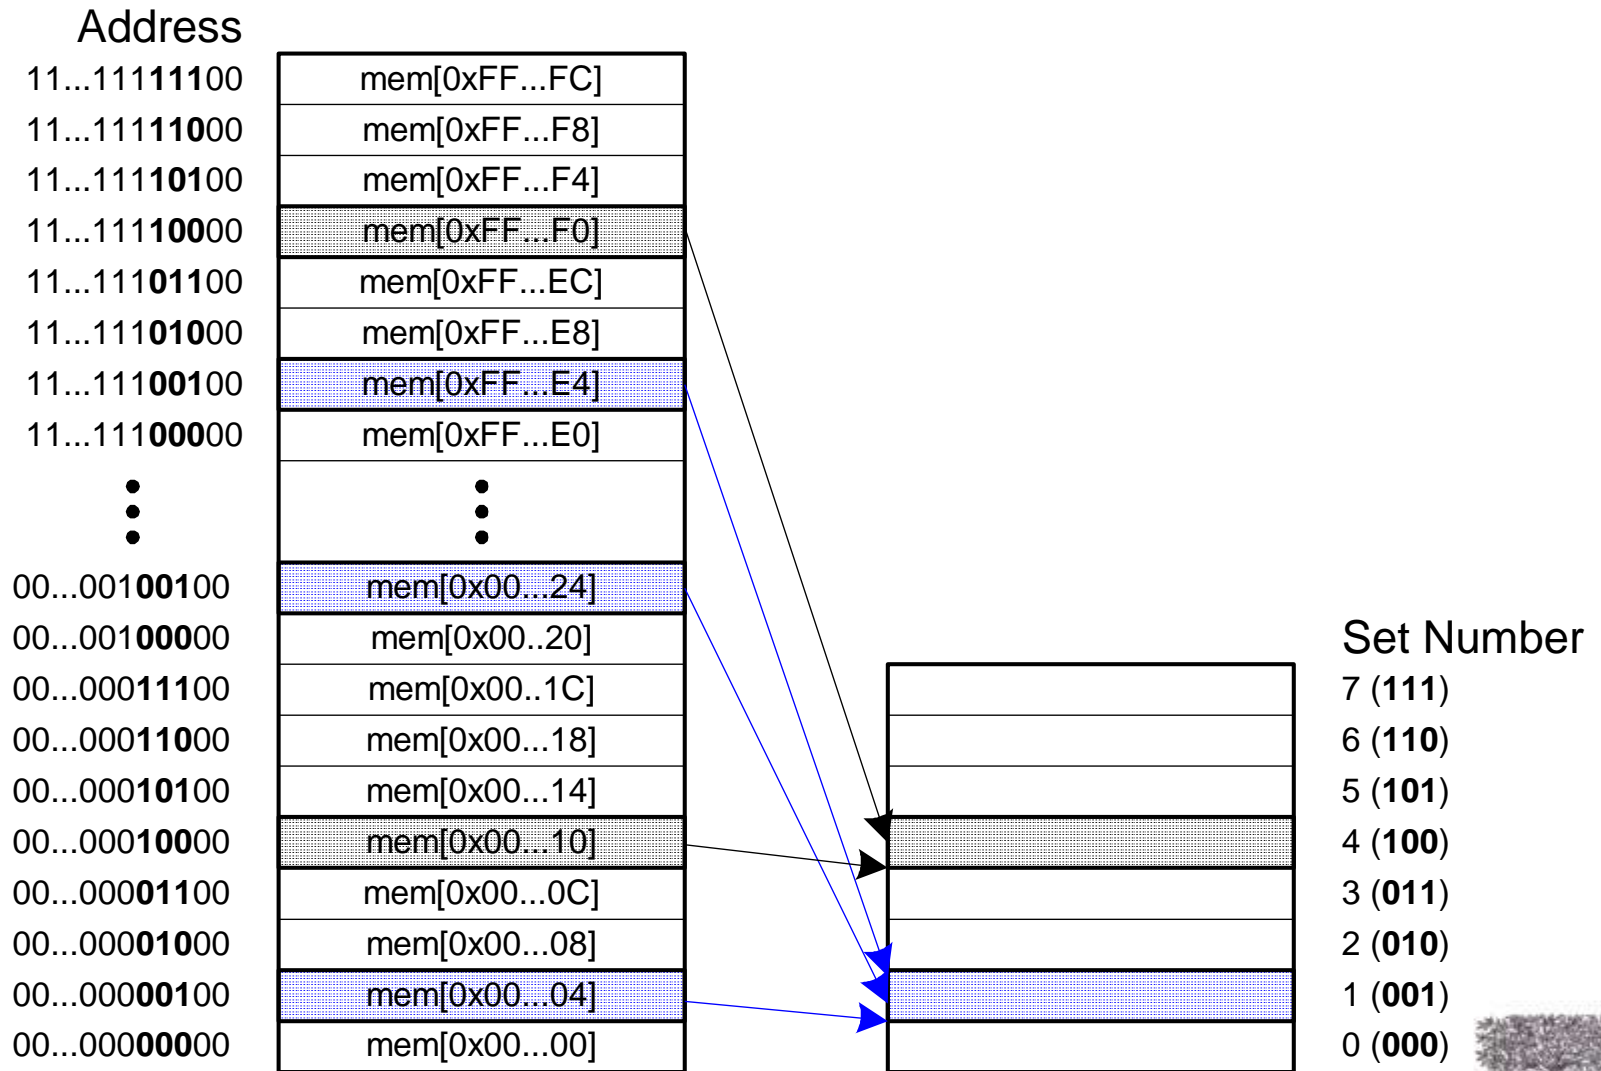 Address
11...11111100 mem[0xFF...FC]
11...11111000 mem[0xFF...F8]
11...11110100 mem[0xFF...F4]
11...11110000 mem[0xFF...F0]
11...11101100 mem[0xFF...EC]
11...11101000 mem[0xFF...E8]
11...11100100 mem[0xFF...E4]
11...11100000 mem[0xFF...E0]
00...00100100 mem[0x00...24]
00...00100000 mem[0x00..20] Set Number
00...00011100 mem[0x00..1C] 7 (111)
00...00011000 mem[0x00...18] 6 (110)
00...00010100 mem[0x00...14] 5 (101)
00...00010000 mem[0x00...10] 4 (100)
00...00001100 mem[0x00...0C] 3 (011)
00...00001000 mem[0x00...08] 2 (010)
00...00000100 mem[0x00...04] 1 (001)
00...00000000 mem[0x00...00] 0 (000)